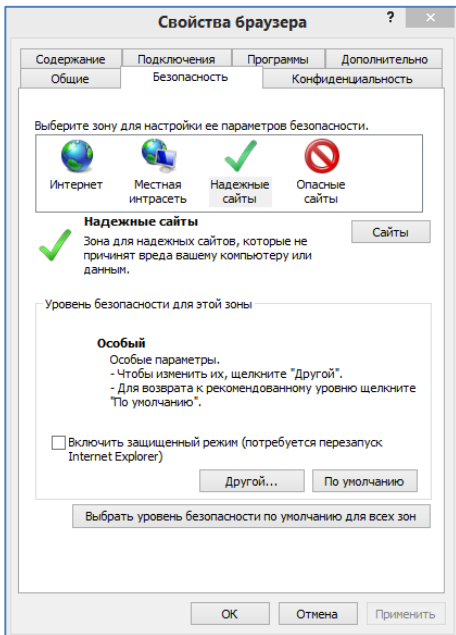 Свойства браузера
?
×
Содержание Подключения Программы Дополнительно
Общие Безопасность Конфиденциальность
Выберите зону для настройки ее параметров безопасности.
Интернет Местная интрасеть Надежные сайты Опасные сайты
Надежные сайты
Сайты
Зона для надежных сайтов, которые не
причинят вреда вашему компьютеру или
данным.
Уровень безопасности для этой зоны
Особый
Особые параметры.
- Чтобы изменить их, щелкните "Другой".
- Для возврата к рекомендованному уровню щелкните
"По умолчанию".
Включить защищенный режим (потребуется перезапуск
Internet Explorer)
Другой... По умолчанию
Выбрать уровень безопасности по умолчанию для всех зон
OK Отмена Применить